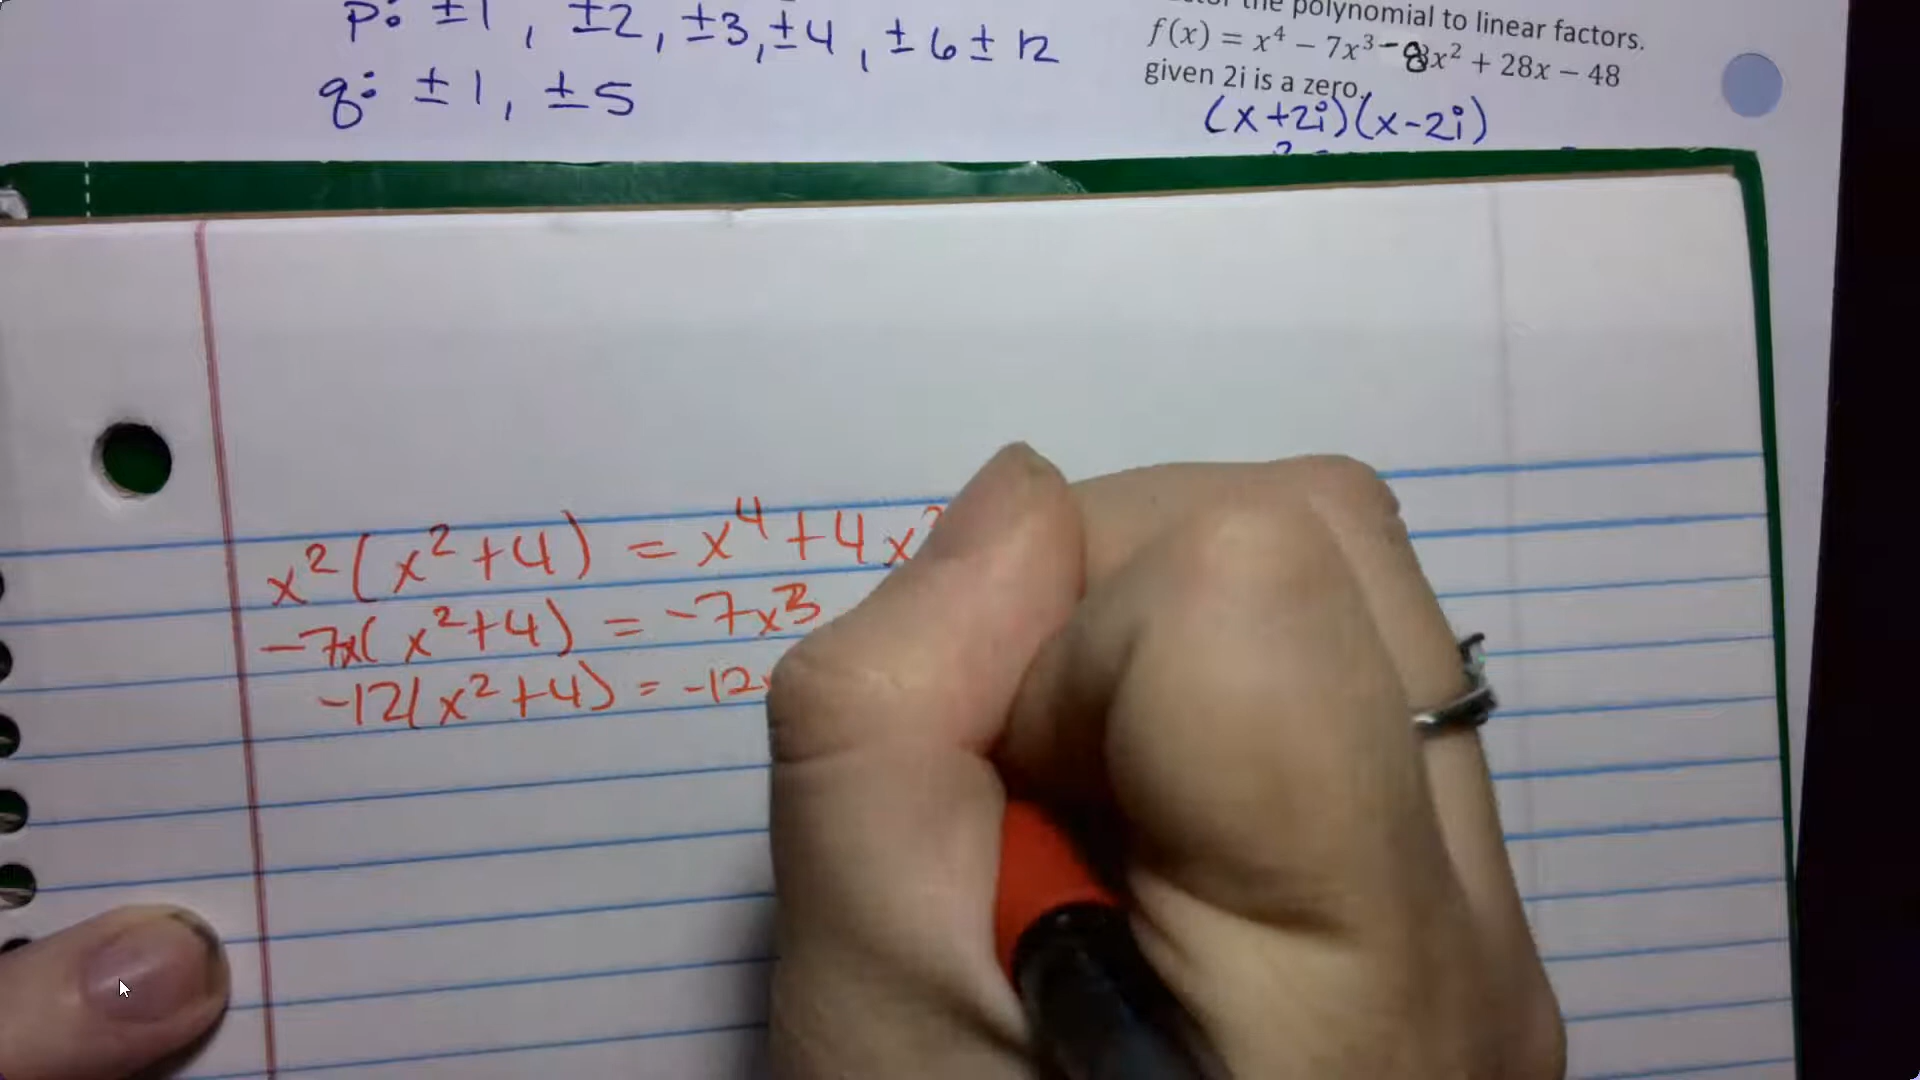 p: ±1, ±2, ±3, ±4, ±6 ±12
q: ±1, ±5
the polynomial to linear factors.
f(x) = x⁴ − 7x³ − 8x² + 28x − 48
given 2i is a zero.
(x+2i)(x-2i)
x²(x²+4) = x⁴+4x
-7x(x²+4) = -7x³
-12(x²+4) = -12